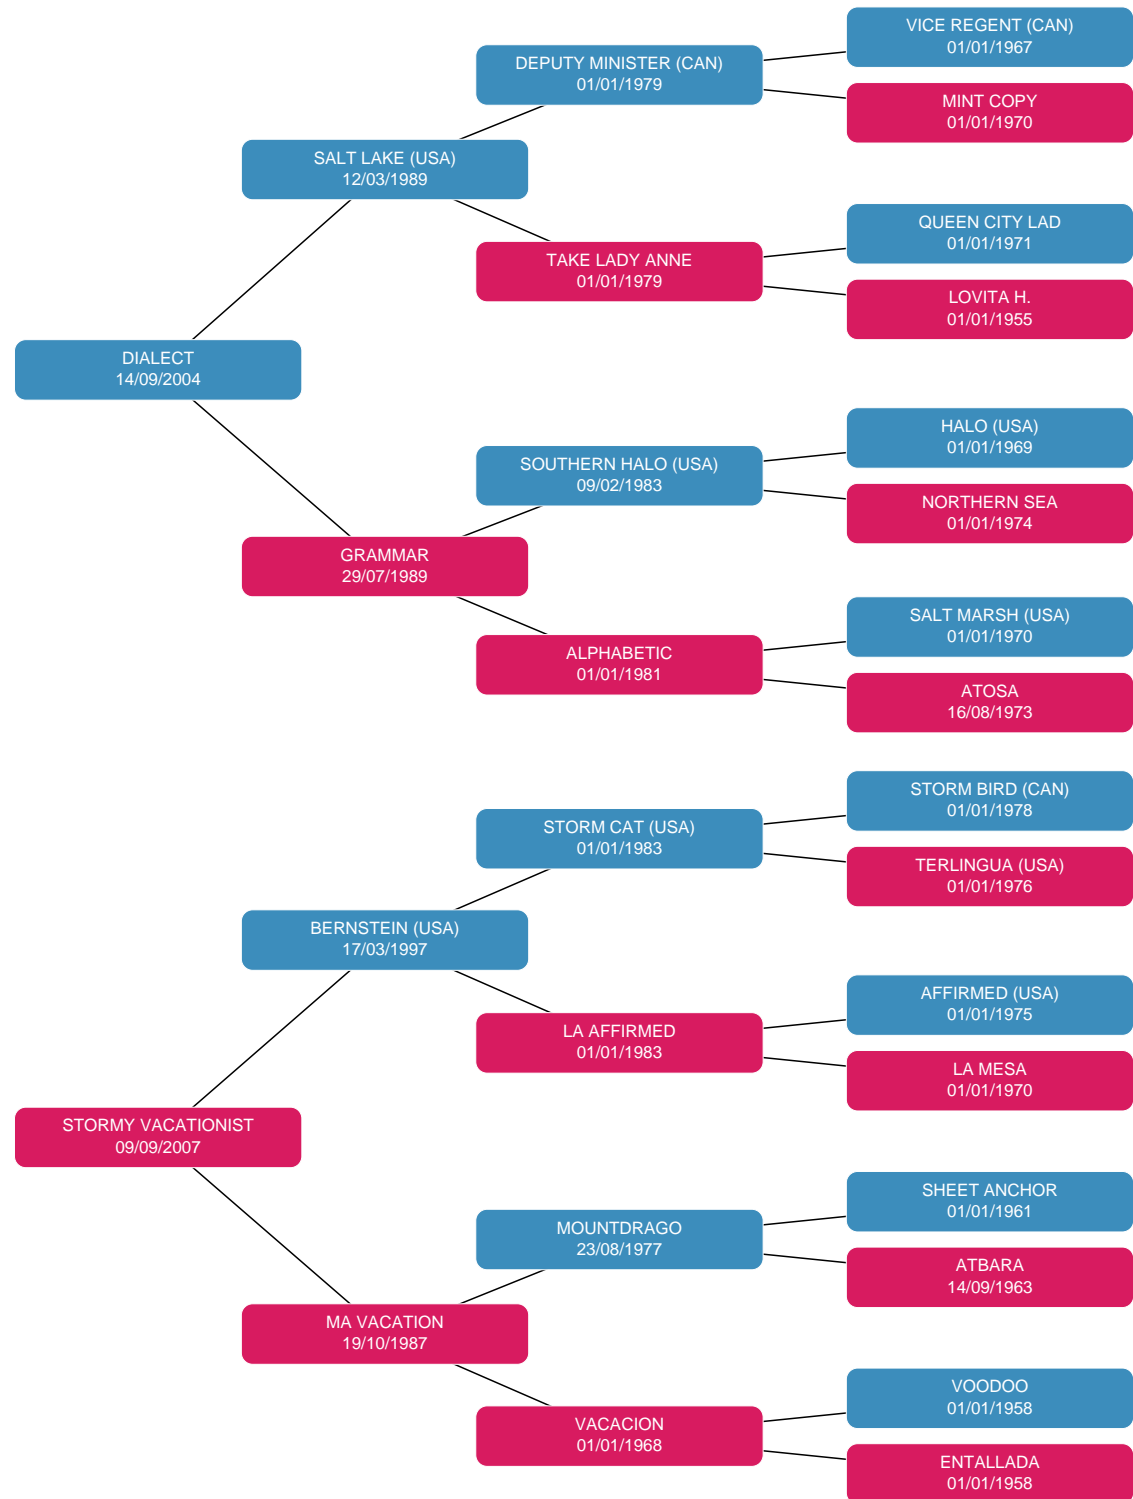 VICE REGENT (CAN)
01/01/1967
DEPUTY MINISTER (CAN)
01/01/1979
MINT COPY
01/01/1970
SALT LAKE (USA)
12/03/1989
QUEEN CITY LAD
01/01/1971
TAKE LADY ANNE
01/01/1979
LOVITA H.
01/01/1955
DIALECT
14/09/2004
HALO (USA)
01/01/1969
SOUTHERN HALO (USA)
09/02/1983
NORTHERN SEA
01/01/1974
GRAMMAR
29/07/1989
SALT MARSH (USA)
01/01/1970
ALPHABETIC
01/01/1981
ATOSA
16/08/1973
STORM BIRD (CAN)
01/01/1978
STORM CAT (USA)
01/01/1983
TERLINGUA (USA)
01/01/1976
BERNSTEIN (USA)
17/03/1997
AFFIRMED (USA)
01/01/1975
LA AFFIRMED
01/01/1983
LA MESA
01/01/1970
STORMY VACATIONIST
09/09/2007
SHEET ANCHOR
01/01/1961
MOUNTDRAGO
23/08/1977
ATBARA
14/09/1963
MA VACATION
19/10/1987
VOODOO
01/01/1958
VACACION
01/01/1968
ENTALLADA
01/01/1958